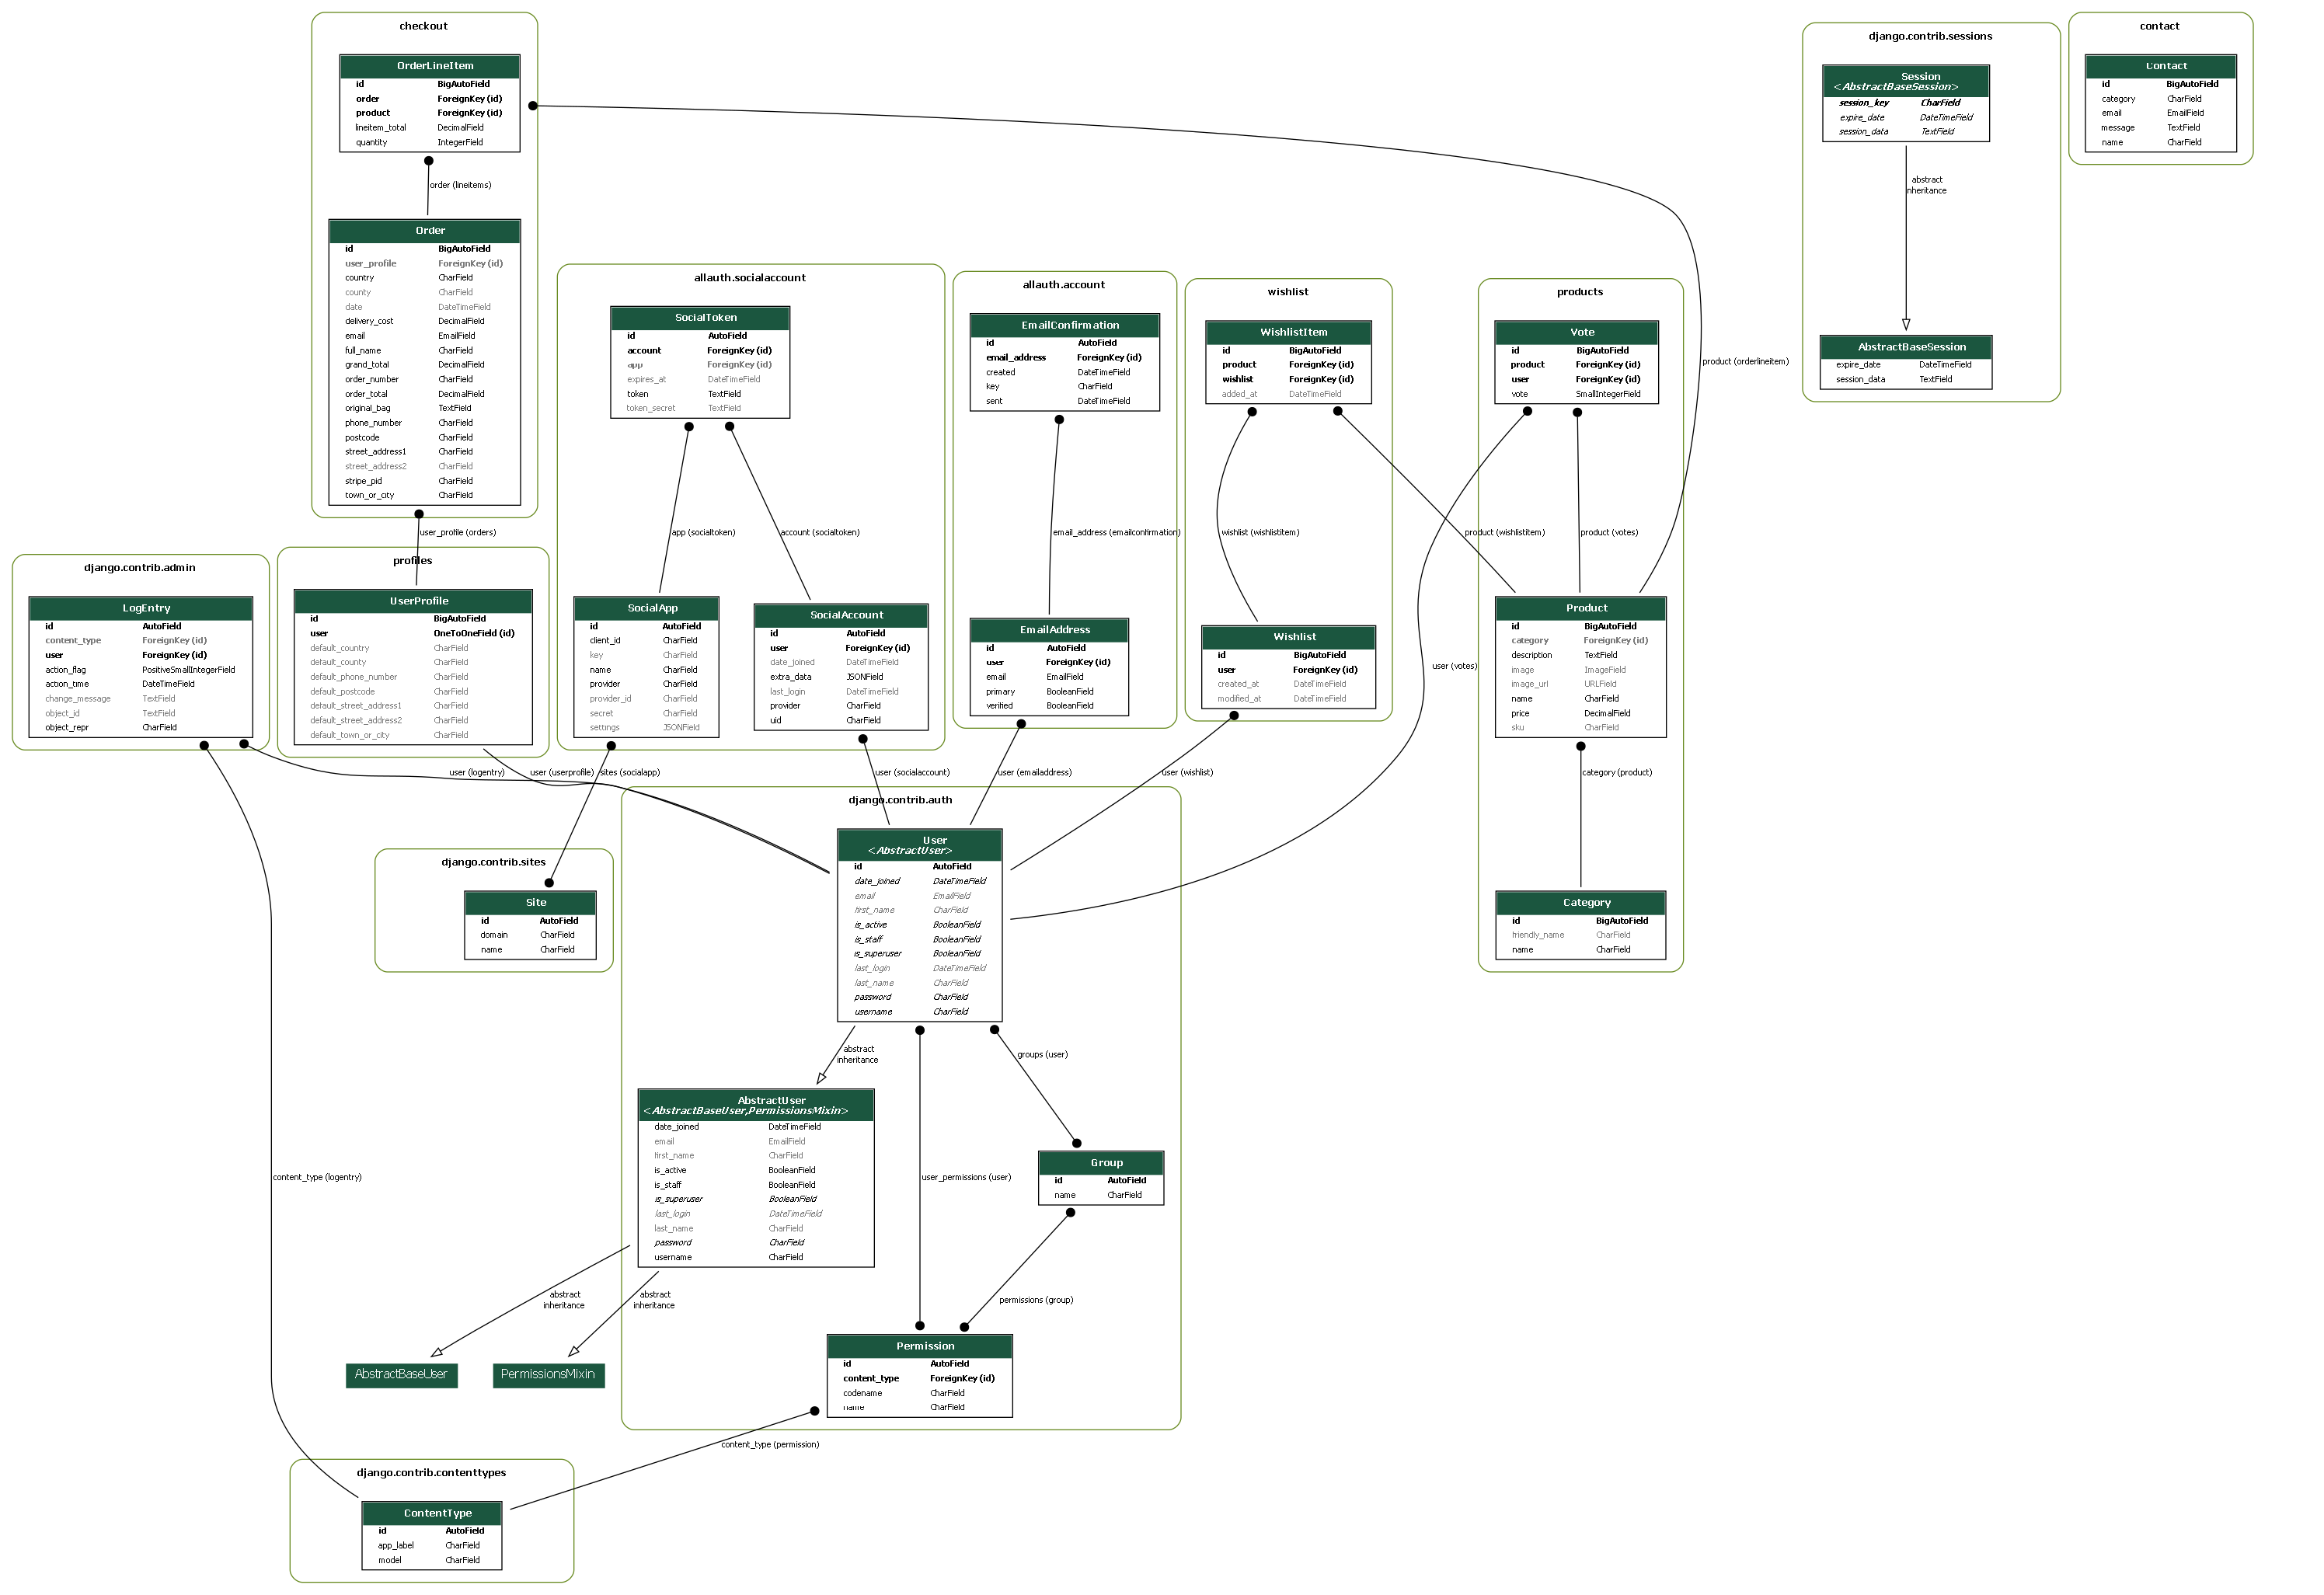 checkout
OrderLineItem
id BigAutoField
order ForeignKey (id)
product ForeignKey (id)
lineitem_total DecimalField
quantity IntegerField
order (lineitems)
Order
id BigAutoField
user_profile ForeignKey (id)
country CharField
county CharField
date DateTimeField
delivery_cost DecimalField
email EmailField
full_name CharField
grand_total DecimalField
order_number CharField
order_total DecimalField
original_bag TextField
phone_number CharField
postcode CharField
street_address1 CharField
street_address2 CharField
stripe_pid CharField
town_or_city CharField
user_profile (orders)
django.contrib.sessions
Session
<AbstractBaseSession>
session_key CharField
expire_date DateTimeField
session_data TextField
abstract
inheritance
AbstractBaseSession
expire_date DateTimeField
session_data TextField
contact
Contact
id BigAutoField
category CharField
email EmailField
message TextField
name CharField
allauth.socialaccount
SocialToken
id AutoField
account ForeignKey (id)
app ForeignKey (id)
expires_at DateTimeField
token TextField
token_secret TextField
app (socialtoken)
account (socialtoken)
SocialApp
id AutoField
client_id CharField
key CharField
name CharField
provider CharField
provider_id CharField
secret CharField
settings JSONField
SocialAccount
id AutoField
user ForeignKey (id)
date_joined DateTimeField
extra_data JSONField
last_login DateTimeField
provider CharField
uid CharField
allauth.account
EmailConfirmation
id AutoField
email_address ForeignKey (id)
created DateTimeField
key CharField
sent DateTimeField
email_address (emailconfirmation)
EmailAddress
id AutoField
user ForeignKey (id)
email EmailField
primary BooleanField
verified BooleanField
wishlist
WishlistItem
id BigAutoField
product ForeignKey (id)
wishlist ForeignKey (id)
added_at DateTimeField
wishlist (wishlistitem)
product (wishlistitem)
Wishlist
id BigAutoField
user ForeignKey (id)
created_at DateTimeField
modified_at DateTimeField
products
Vote
id BigAutoField
product ForeignKey (id)
user ForeignKey (id)
vote SmallIntegerField
product (orderlineitem)
product (votes)
user (votes)
Product
id BigAutoField
category ForeignKey (id)
description TextField
image ImageField
image_url URLField
name CharField
price DecimalField
sku CharField
category (product)
Category
id BigAutoField
friendly_name CharField
name CharField
django.contrib.admin
LogEntry
id AutoField
content_type ForeignKey (id)
user ForeignKey (id)
action_flag PositiveSmallIntegerField
action_time DateTimeField
change_message TextField
object_id TextField
object_repr CharField
profiles
UserProfile
id BigAutoField
user OneToOneField (id)
default_country CharField
default_county CharField
default_phone_number CharField
default_postcode CharField
default_street_address1 CharField
default_street_address2 CharField
default_town_or_city CharField
user (logentry)
user (userprofile)
sites (socialapp)
user (socialaccount)
user (emailaddress)
user (wishlist)
django.contrib.sites
Site
id AutoField
domain CharField
name CharField
django.contrib.auth
User
<AbstractUser>
id AutoField
date_joined DateTimeField
email EmailField
first_name CharField
is_active BooleanField
is_staff BooleanField
is_superuser BooleanField
last_login DateTimeField
last_name CharField
password CharField
username CharField
abstract
inheritance
groups (user)
user_permissions (user)
AbstractUser
<AbstractBaseUser,PermissionsMixin>
date_joined DateTimeField
email EmailField
first_name CharField
is_active BooleanField
is_staff BooleanField
is_superuser BooleanField
last_login DateTimeField
last_name CharField
password CharField
username CharField
Group
id AutoField
name CharField
permissions (group)
content_type (logentry)
abstract
inheritance
abstract
inheritance
AbstractBaseUser
PermissionsMixin
Permission
id AutoField
content_type ForeignKey (id)
codename CharField
name CharField
content_type (permission)
django.contrib.contenttypes
ContentType
id AutoField
app_label CharField
model CharField